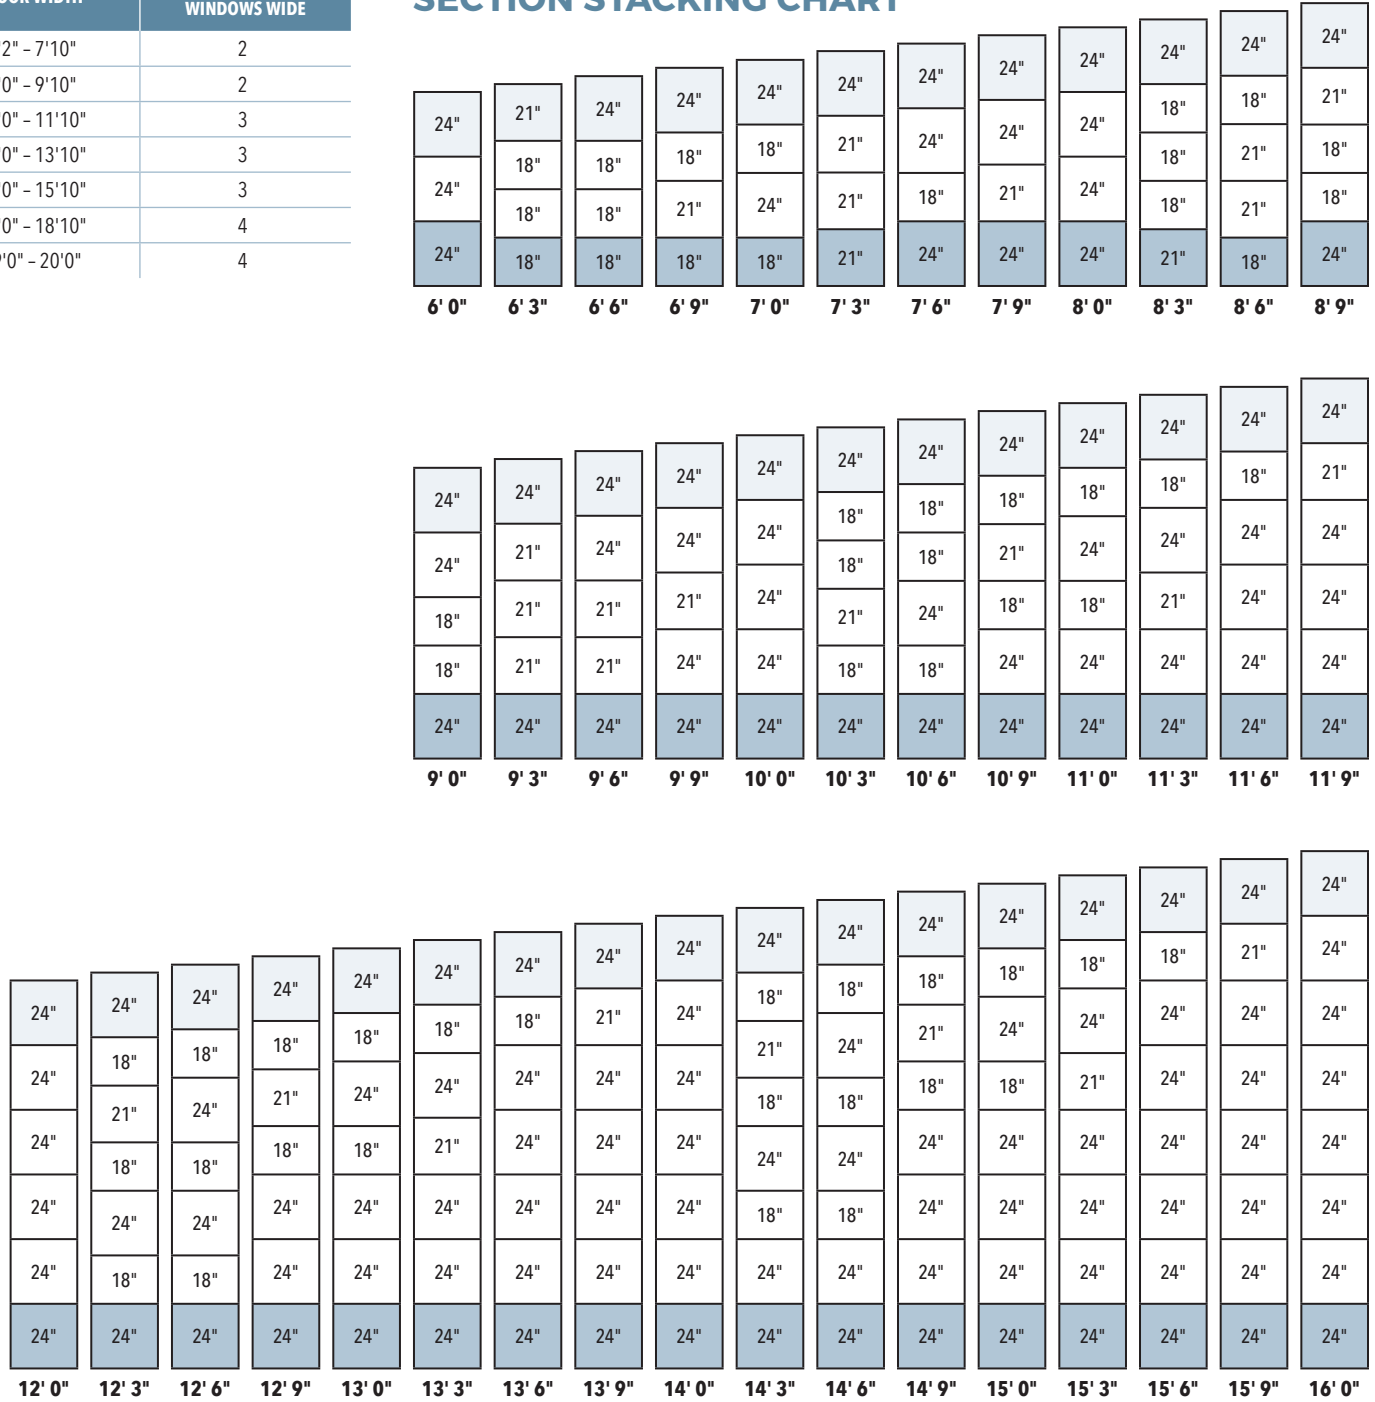 WINDOWS WIDE
2" – 7'10" 2
0" – 9'10" 2
0" – 11'10" 3
0" – 13'10" 3
0" – 15'10" 3
0" – 18'10" 4
'0" – 20'0" 4
SECTION STACKING CHART
24" 24" 24" 24"
21" 18" 18" 18"
24" 18" 18" 18"
24" 18" 21" 18"
24" 18" 24" 18"
24" 21" 21" 21"
24" 24" 18" 24"
24" 24" 21" 24"
24" 24" 24" 24"
24" 18" 18" 18" 21"
24" 18" 21" 21" 18"
24" 21" 18" 18" 24"
6' 0" 6' 3" 6' 6" 6' 9" 7' 0" 7' 3" 7' 6" 7' 9" 8' 0" 8' 3" 8' 6" 8' 9"
24" 24" 18" 18" 24"
24" 21" 21" 21" 24"
24" 24" 21" 21" 24"
24" 24" 21" 24" 24"
24" 24" 24" 24" 24"
24" 18" 18" 21" 18" 24"
24" 18" 18" 24" 18" 24"
24" 18" 21" 18" 24" 24"
24" 18" 24" 18" 24" 24"
24" 18" 24" 21" 24" 24"
24" 18" 24" 24" 24" 24"
24" 21" 24" 24" 24" 24"
9' 0" 9' 3" 9' 6" 9' 9" 10' 0" 10' 3" 10' 6" 10' 9" 11' 0" 11' 3" 11' 6" 11' 9"
24" 24" 24" 24" 24" 24"
24" 18" 21" 18" 24" 18" 24"
24" 18" 24" 18" 24" 18" 24"
24" 18" 21" 18" 24" 24" 24"
24" 18" 24" 18" 24" 24" 24"
24" 18" 24" 21" 24" 24" 24"
24" 18" 24" 24" 24" 24" 24"
24" 21" 24" 24" 24" 24" 24"
24" 24" 24" 24" 24" 24" 24"
24" 18" 21" 18" 24" 18" 24" 24"
24" 18" 24" 18" 24" 18" 24" 24"
24" 18" 21" 18" 24" 24" 24" 24"
24" 18" 24" 18" 24" 24" 24" 24"
24" 18" 24" 21" 24" 24" 24" 24"
24" 18" 24" 24" 24" 24" 24" 24"
24" 21" 24" 24" 24" 24" 24" 24"
24" 24" 24" 24" 24" 24" 24" 24"
12' 0" 12' 3" 12' 6" 12' 9" 13' 0" 13' 3" 13' 6" 13' 9" 14' 0" 14' 3" 14' 6" 14' 9" 15' 0" 15' 3" 15' 6" 15' 9" 16' 0"